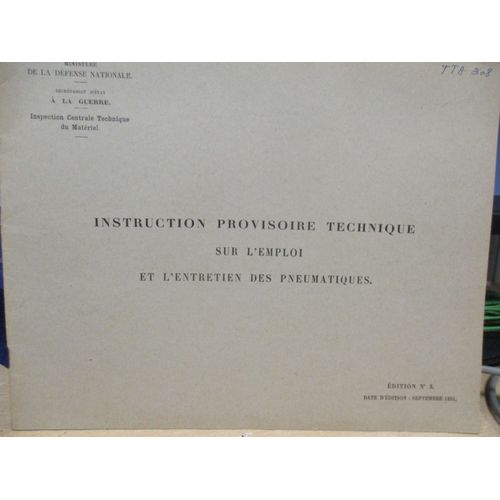 MINISTÈRE
DE LA DÉFENSE NATIONALE.
SECRÉTARIAT D'ÉTAT
À LA GUERRE.
Inspection Centrale Technique
du Matériel.
TTA 308
INSTRUCTION PROVISOIRE TECHNIQUE
SUR L'EMPLOI
ET L'ENTRETIEN DES PNEUMATIQUES.
ÉDITION N° 3.
DATE D'ÉDITION : SEPTEMBRE